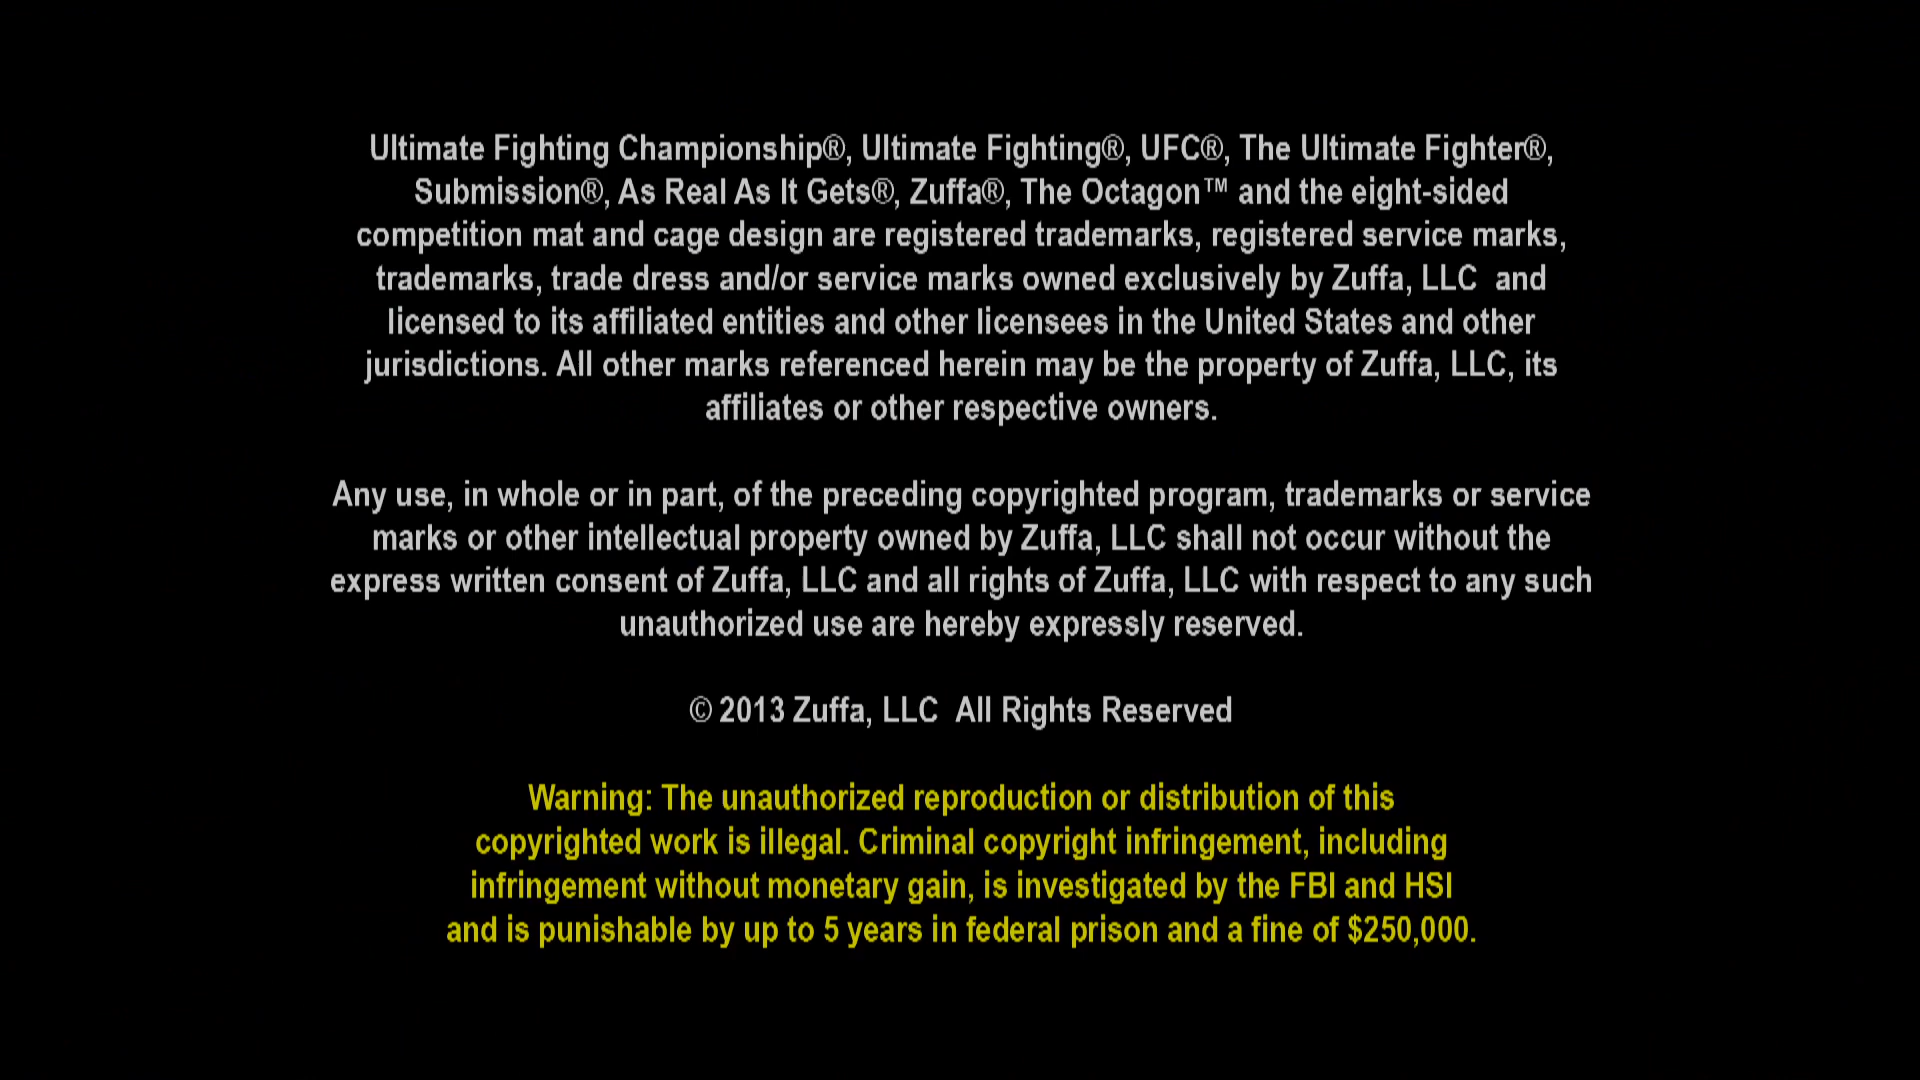 Ultimate Fighting Championship®, Ultimate Fighting®, UFC®, The Ultimate Fighter®,
Submission®, As Real As It Gets®, Zuffa®, The Octagon™ and the eight-sided
competition mat and cage design are registered trademarks, registered service marks,
trademarks, trade dress and/or service marks owned exclusively by Zuffa, LLC  and
licensed to its affiliated entities and other licensees in the United States and other
jurisdictions. All other marks referenced herein may be the property of Zuffa, LLC, its
affiliates or other respective owners.
Any use, in whole or in part, of the preceding copyrighted program, trademarks or service
marks or other intellectual property owned by Zuffa, LLC shall not occur without the
express written consent of Zuffa, LLC and all rights of Zuffa, LLC with respect to any such
unauthorized use are hereby expressly reserved.
© 2013 Zuffa, LLC  All Rights Reserved
Warning: The unauthorized reproduction or distribution of this
copyrighted work is illegal. Criminal copyright infringement, including
infringement without monetary gain, is investigated by the FBI and HSI
and is punishable by up to 5 years in federal prison and a fine of $250,000.